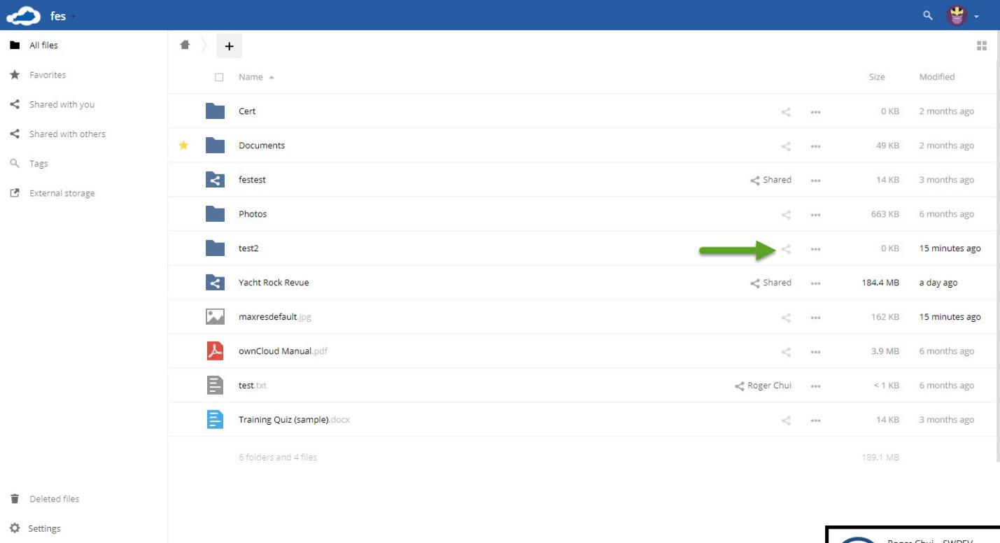 fes
All files
Favorites
Shared with you
Shared with others
Tags
External storage
Deleted files
Settings
+
Name Size Modified
Cert 0 KB 2 months ago
Documents 49 KB 2 months ago
festest Shared 14 KB 3 months ago
Photos 663 KB 6 months ago
test2 0 KB 15 minutes ago
Yacht Rock Revue Shared 184.4 MB a day ago
maxresdefault.jpg 162 KB 15 minutes ago
ownCloud Manual.pdf 3.9 MB 6 months ago
test.txt Roger Chui < 1 KB 6 months ago
Training Quiz (sample).docx 14 KB 3 months ago
6 folders and 4 files 189.1 MB
Roger Chui - SWDEV